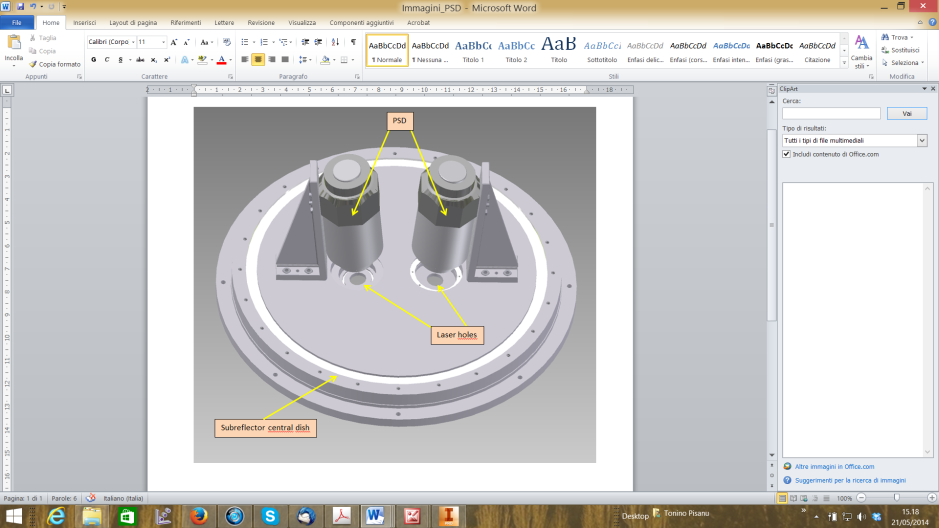 Immagini_PSD - Microsoft Word
File Home Inserisci Layout di pagina Riferimenti Lettere Revisione Visualizza Componenti aggiuntivi Acrobat
Incolla
Taglia
Copia
Copia formato
Appunti
Calibri (Corpo 11
Carattere
Paragrafo
AaBbCcDd AaBbCcDd AaBbCc AaBbCc AaB AaBbCci AaBbCcDd AaBbCcDd AaBbCcDc AaBbCcDc AaBbCcDd
¶ Normale ¶ Nessuna ... Titolo 1 Titolo 2 Titolo Sottotitolo Enfasi delic... Enfasi (cors... Enfasi inten... Enfasi (gras... Citazione
Stili
Cambia stili
Trova
Sostituisci
Seleziona
Modifica
PSD
Laser holes
Subreflector central dish
ClipArt
Cerca:
Vai
Tipo di risultati:
Tutti i tipi di file multimediali
Includi contenuto di Office.com
Altre immagini in Office.com
Suggerimenti per la ricerca di immagini
Pagina: 1 di 1 Parole: 6 Italiano (Italia) 100%
Desktop Tonino Pisanu
15.18
21/05/2014